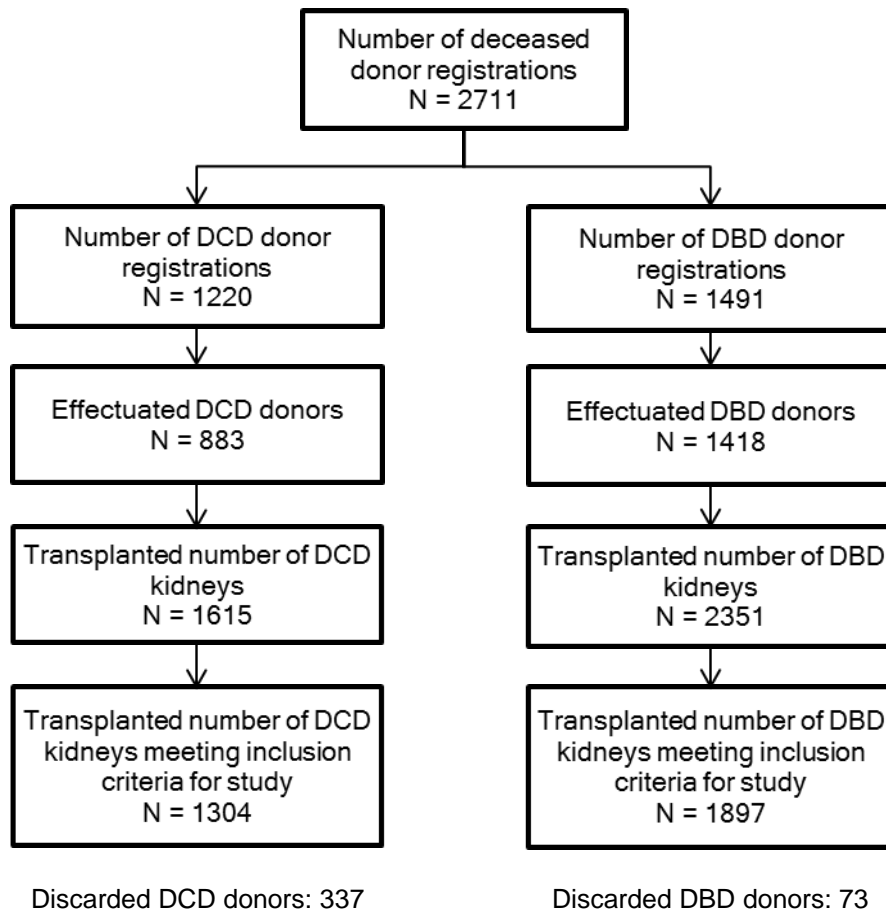 Number of deceased
donor registrations
N = 2711
Number of DCD donor
registrations
N = 1220
Number of DBD donor
registrations
N = 1491
Effectuated DCD donors
N = 883
Effectuated DBD donors
N = 1418
Transplanted number of DCD
kidneys
N = 1615
Transplanted number of DBD
kidneys
N = 2351
Transplanted number of DCD
kidneys meeting inclusion
criteria for study
N = 1304
Transplanted number of DBD
kidneys meeting inclusion
criteria for study
N = 1897
Discarded DCD donors: 337
Discarded DBD donors: 73